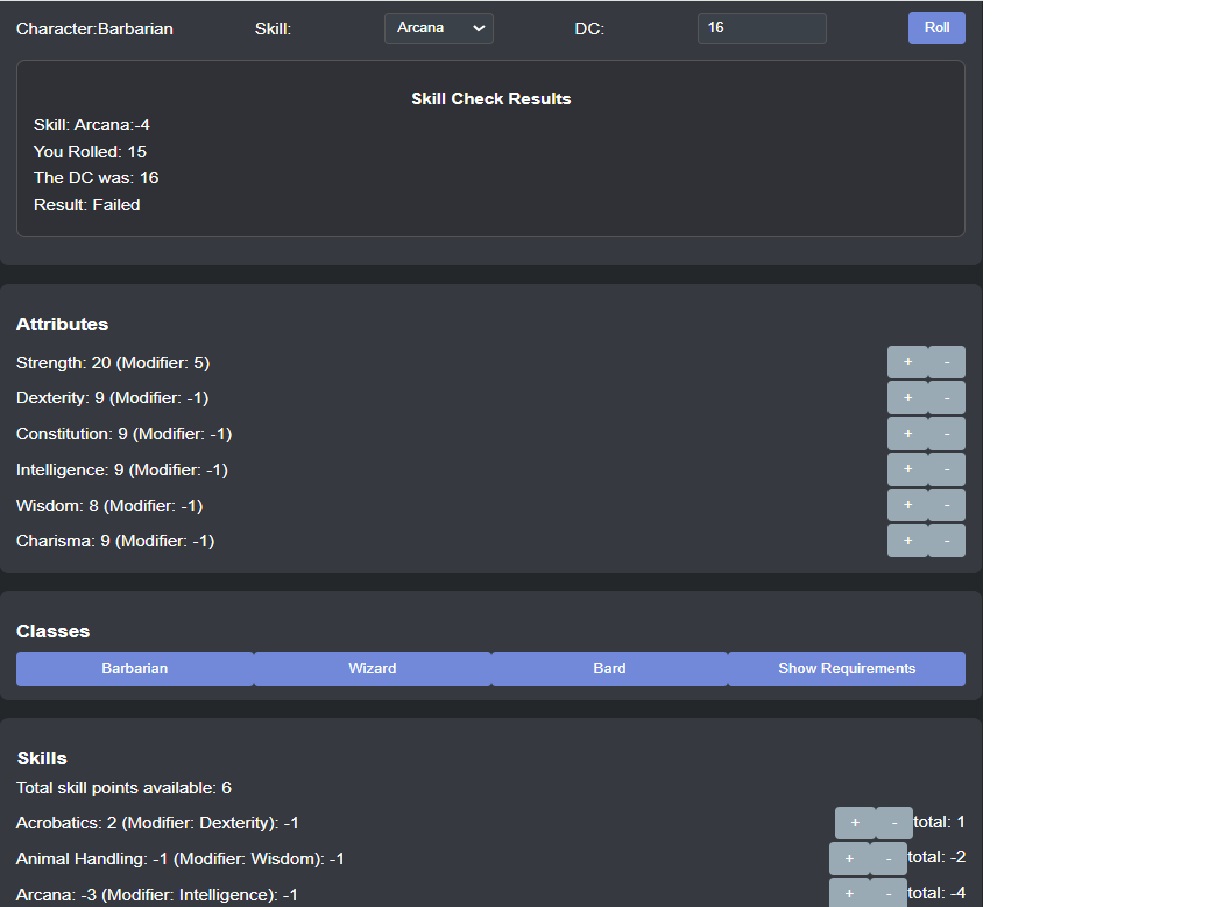 Character:Barbarian Skill: Arcana DC: 16 Roll
Skill Check Results
Skill: Arcana:-4
You Rolled: 15
The DC was: 16
Result: Failed
Attributes
Strength: 20 (Modifier: 5) + -
Dexterity: 9 (Modifier: -1) + -
Constitution: 9 (Modifier: -1) + -
Intelligence: 9 (Modifier: -1) + -
Wisdom: 8 (Modifier: -1) + -
Charisma: 9 (Modifier: -1) + -
Classes
Barbarian Wizard Bard Show Requirements
Skills
Total skill points available: 6
Acrobatics: 2 (Modifier: Dexterity): -1 + - total: 1
Animal Handling: -1 (Modifier: Wisdom): -1 + - total: -2
Arcana: -3 (Modifier: Intelligence): -1 + - total: -4